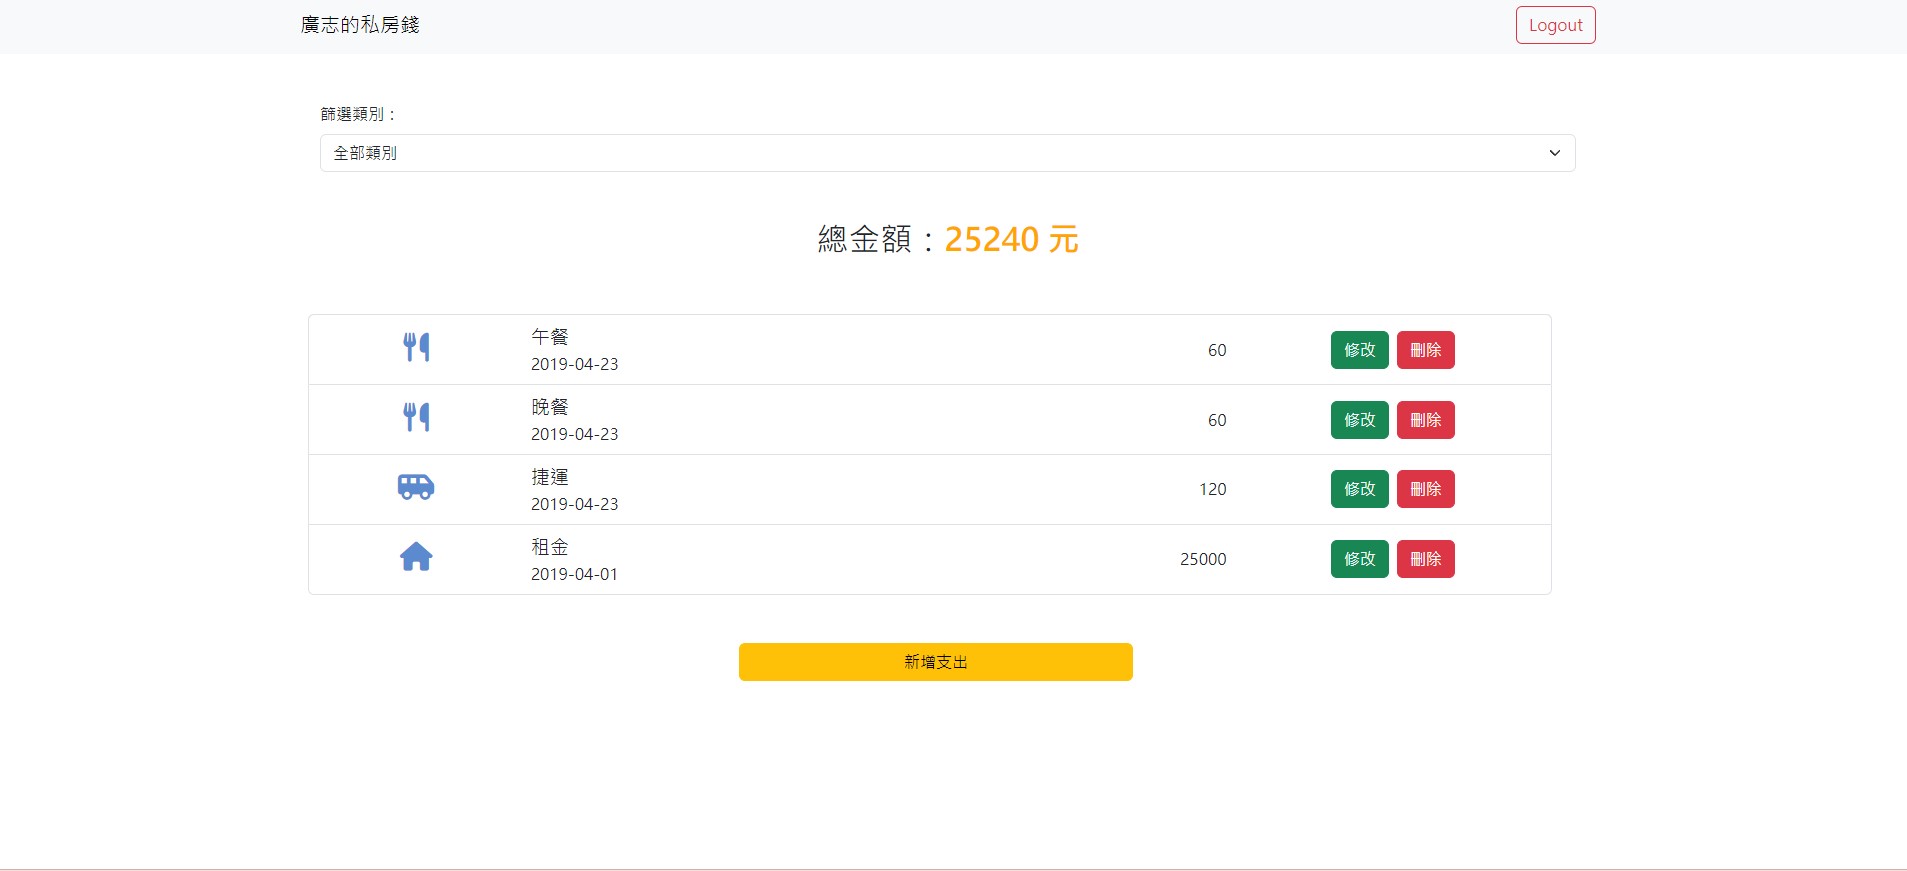 廣志的私房錢
Logout
篩選類別：
全部類別
總金額：25240 元
午餐
2019-04-23
60
修改
刪除
晚餐
2019-04-23
60
修改
刪除
捷運
2019-04-23
120
修改
刪除
租金
2019-04-01
25000
修改
刪除
新增支出